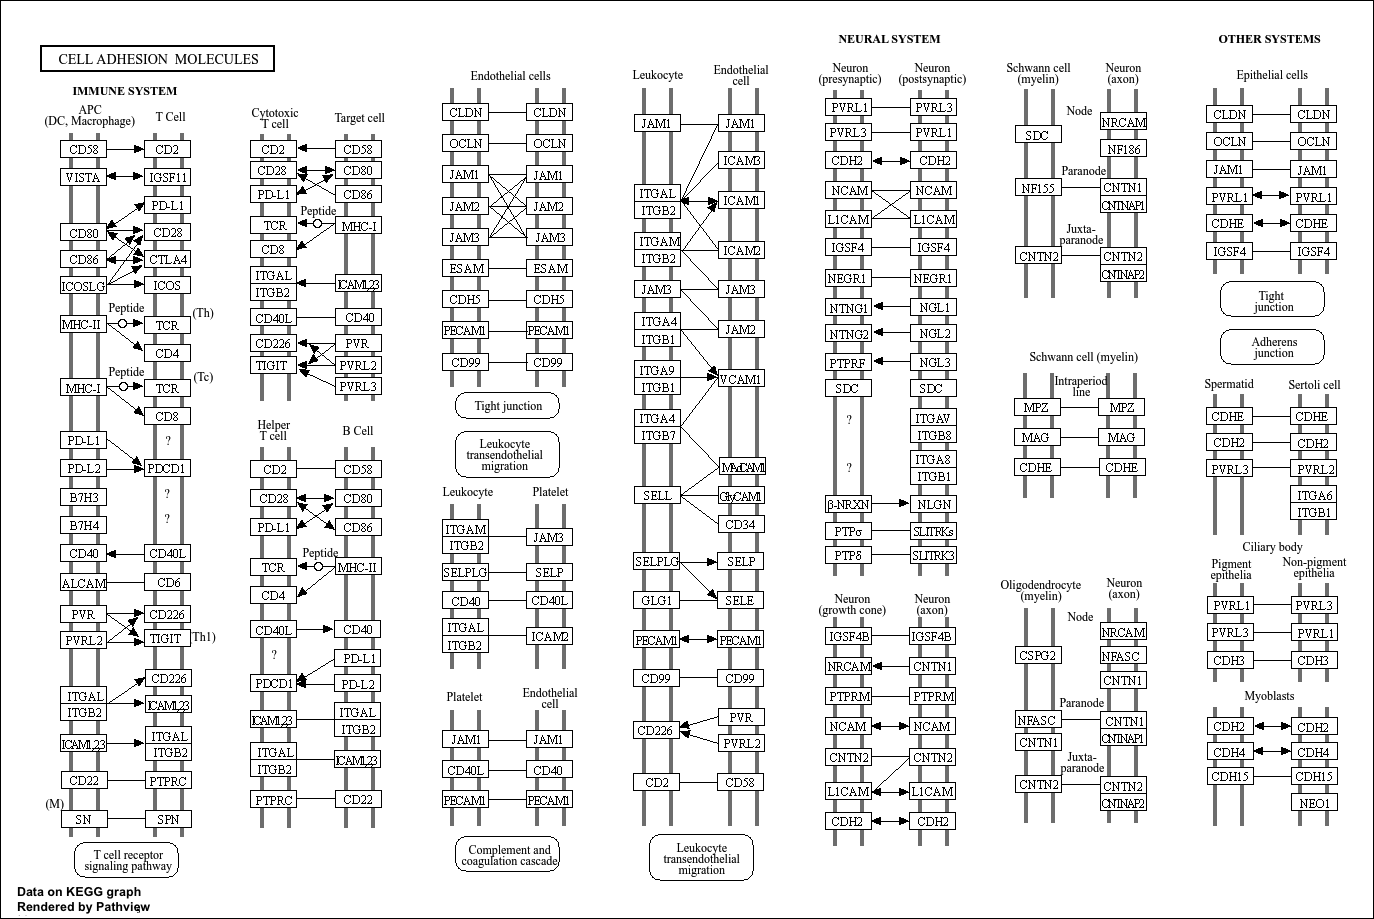 CELL ADHESION MOLECULES
IMMUNE SYSTEM
APC
(DC, Macrophage)
T Cell
CD58
CD2
VISTA
IGSF11
PD-L1
CD80
CD28
CD86
CTLA4
ICOSLG
ICOS
Peptide
(Th)
MHC-II
TCR
CD4
Peptide
(Tc)
MHC-I
TCR
CD8
PD-L1
?
PD-L2
PDCD1
B7H3
?
B7H4
?
CD40
CD40L
ALCAM
CD6
PVR
CD226
PVRL2
TIGIT
Th1)
CD226
ITGAL
ITGB2
ICAM1,23
ICAM1,23
ITGAL
ITGB2
CD22
PTPRC
(M)
SN
SPN
T cell receptor
signaling pathway
Cytotoxic
T cell
Target cell
CD2
CD58
CD28
CD80
PD-L1
CD86
Peptide
TCR
MHC-I
CD8
ITGAL
ITGB2
ICAM1,23
CD40L
CD40
CD226
PVR
TIGIT
PVRL2
PVRL3
Helper
T cell
B Cell
CD2
CD58
CD28
CD80
PD-L1
CD86
Peptide
TCR
MHC-II
CD4
CD40L
CD40
?
PD-L1
PDCD1
PD-L2
ICAM1,23
ITGAL
ITGB2
ITGAL
ITGB2
ICAM1,23
PTPRC
CD22
Endothelial cells
CLDN
CLDN
OCLN
OCLN
JAM1
JAM1
JAM2
JAM2
JAM3
JAM3
ESAM
ESAM
CDH5
CDH5
PECAM1
PECAM1
CD99
CD99
Tight junction
Leukocyte
transendothelial
migration
Leukocyte
Platelet
ITGAM
ITGB2
JAM3
SELPLG
SELP
CD40
CD40L
ITGAL
ITGB2
ICAM2
Platelet
Endothelial
cell
JAM1
JAM1
CD40L
CD40
PECAM1
PECAM1
Complement and
coagulation cascade
Leukocyte
Endothelial
cell
JAM1
JAM1
ICAM3
ITGAL
ITGB2
ICAM1
ITGAM
ITGB2
ICAM2
JAM3
JAM3
ITGA4
ITGB1
JAM2
ITGA9
ITGB1
VCAM1
ITGA4
ITGB7
MAdCAM1
SELL
GlyCAM1
CD34
SELPLG
SELP
GLG1
SELE
PECAM1
PECAM1
CD99
CD99
PVR
CD226
PVRL2
CD2
CD58
Leukocyte
transendothelial
migration
NEURAL SYSTEM
Neuron
(presynaptic)
Neuron
(postsynaptic)
PVRL1
PVRL3
PVRL3
PVRL1
CDH2
CDH2
NCAM
NCAM
L1CAM
L1CAM
IGSF4
IGSF4
NEGR1
NEGR1
NTNG1
NGL1
NTNG2
NGL2
PTPRF
NGL3
SDC
SDC
?
ITGAV
ITGB8
?
ITGA8
ITGB1
β-NRXN
NLGN
PTPσ
SLITRKs
PTPδ
SLITRK3
Neuron
(growth cone)
Neuron
(axon)
IGSF4B
IGSF4B
NRCAM
CNTN1
PTPRM
PTPRM
NCAM
NCAM
CNTN2
CNTN2
L1CAM
L1CAM
CDH2
CDH2
Schwann cell
(myelin)
Neuron
(axon)
Node
NRCAM
SDC
NF186
Paranode
NF155
CNTN1
CNTNAP1
Juxta-
paranode
CNTN2
CNTN2
CNTNAP2
Schwann cell (myelin)
Intraperiod
line
MPZ
MPZ
MAG
MAG
CDHE
CDHE
Oligodendrocyte
(myelin)
Neuron
(axon)
Node
NRCAM
CSPG2
NFASC
CNTN1
Paranode
NFASC
CNTN1
CNTNAP1
CNTN1
Juxta-
paranode
CNTN2
CNTN2
CNTNAP2
OTHER SYSTEMS
Epithelial cells
CLDN
CLDN
OCLN
OCLN
JAM1
JAM1
PVRL1
PVRL1
CDHE
CDHE
IGSF4
IGSF4
Tight
junction
Adherens
junction
Spermatid
Sertoli cell
CDHE
CDHE
CDH2
CDH2
PVRL3
PVRL2
ITGA6
ITGB1
Ciliary body
Pigment
epithelia
Non-pigment
epithelia
PVRL1
PVRL3
PVRL3
PVRL1
CDH3
CDH3
Myoblasts
CDH2
CDH2
CDH4
CDH4
CDH15
CDH15
NEO1
Data on KEGG graph
Rendered by Pathview